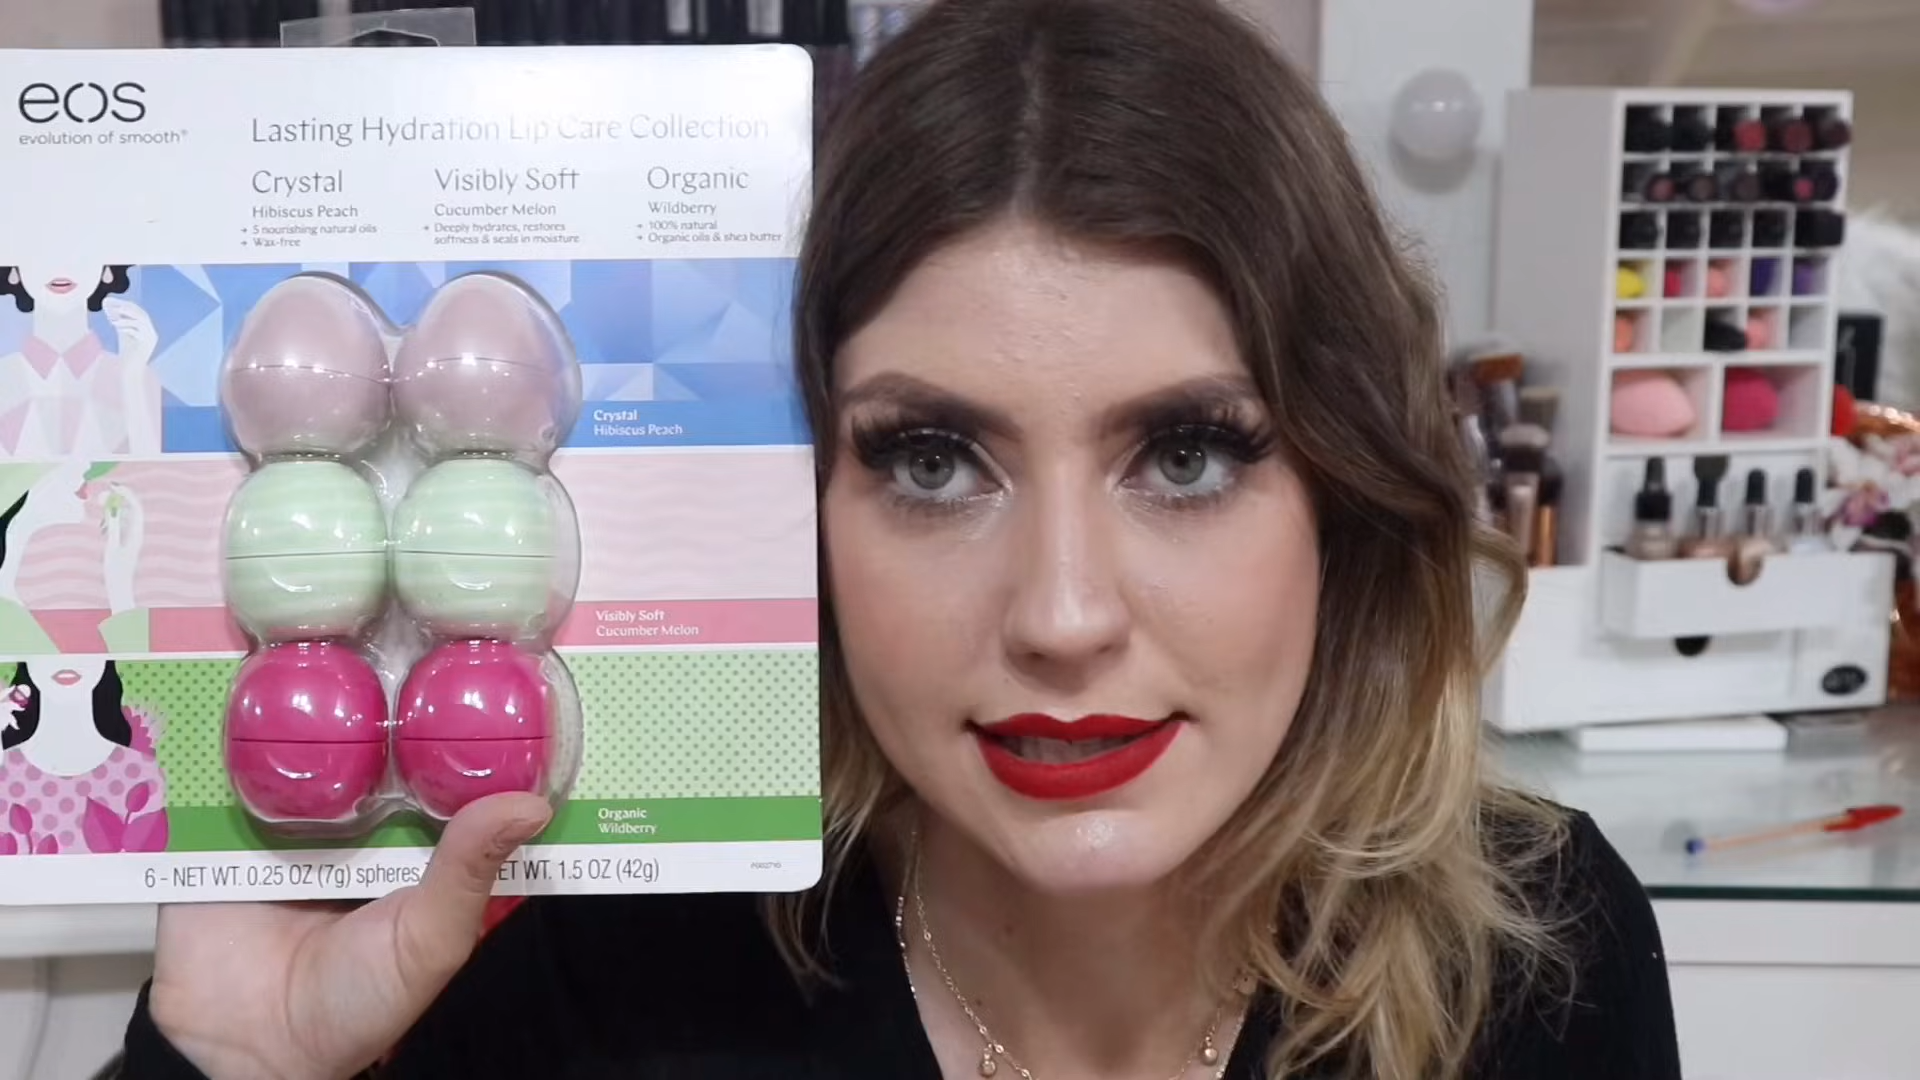 eos
evolution of smooth®
Lasting Hydration Lip Care Collection
Crystal
Hibiscus Peach
+ 5 nourishing natural oils
+ Wax-free
Visibly Soft
Cucumber Melon
+ Deeply hydrates, restores
softness & seals in moisture
Organic
Wildberry
+ 100% natural
+ Organic oils & shea butter
Crystal
Hibiscus Peach
Visibly Soft
Cucumber Melon
Organic
Wildberry
6 - NET WT. 0.25 OZ (7g) spheres
ET WT. 1.5 OZ (42g)